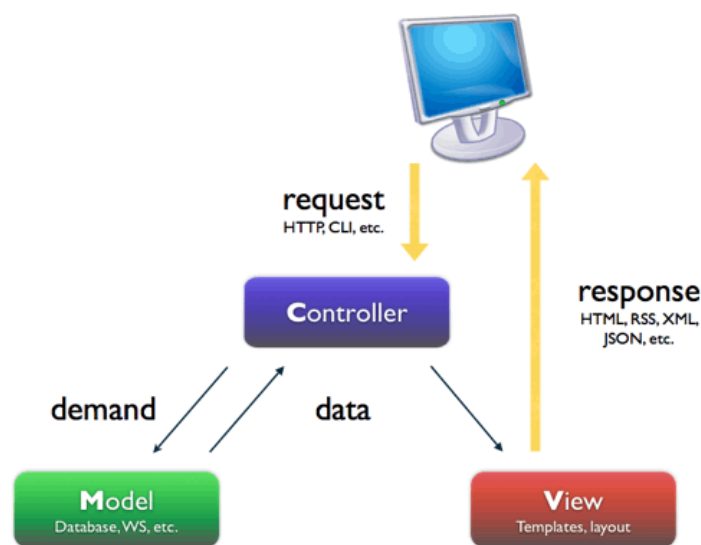 request
HTTP, CLI, etc.
Controller
response
HTML, RSS, XML,
JSON, etc.
demand
data
Model
Database, WS, etc.
View
Templates, layout